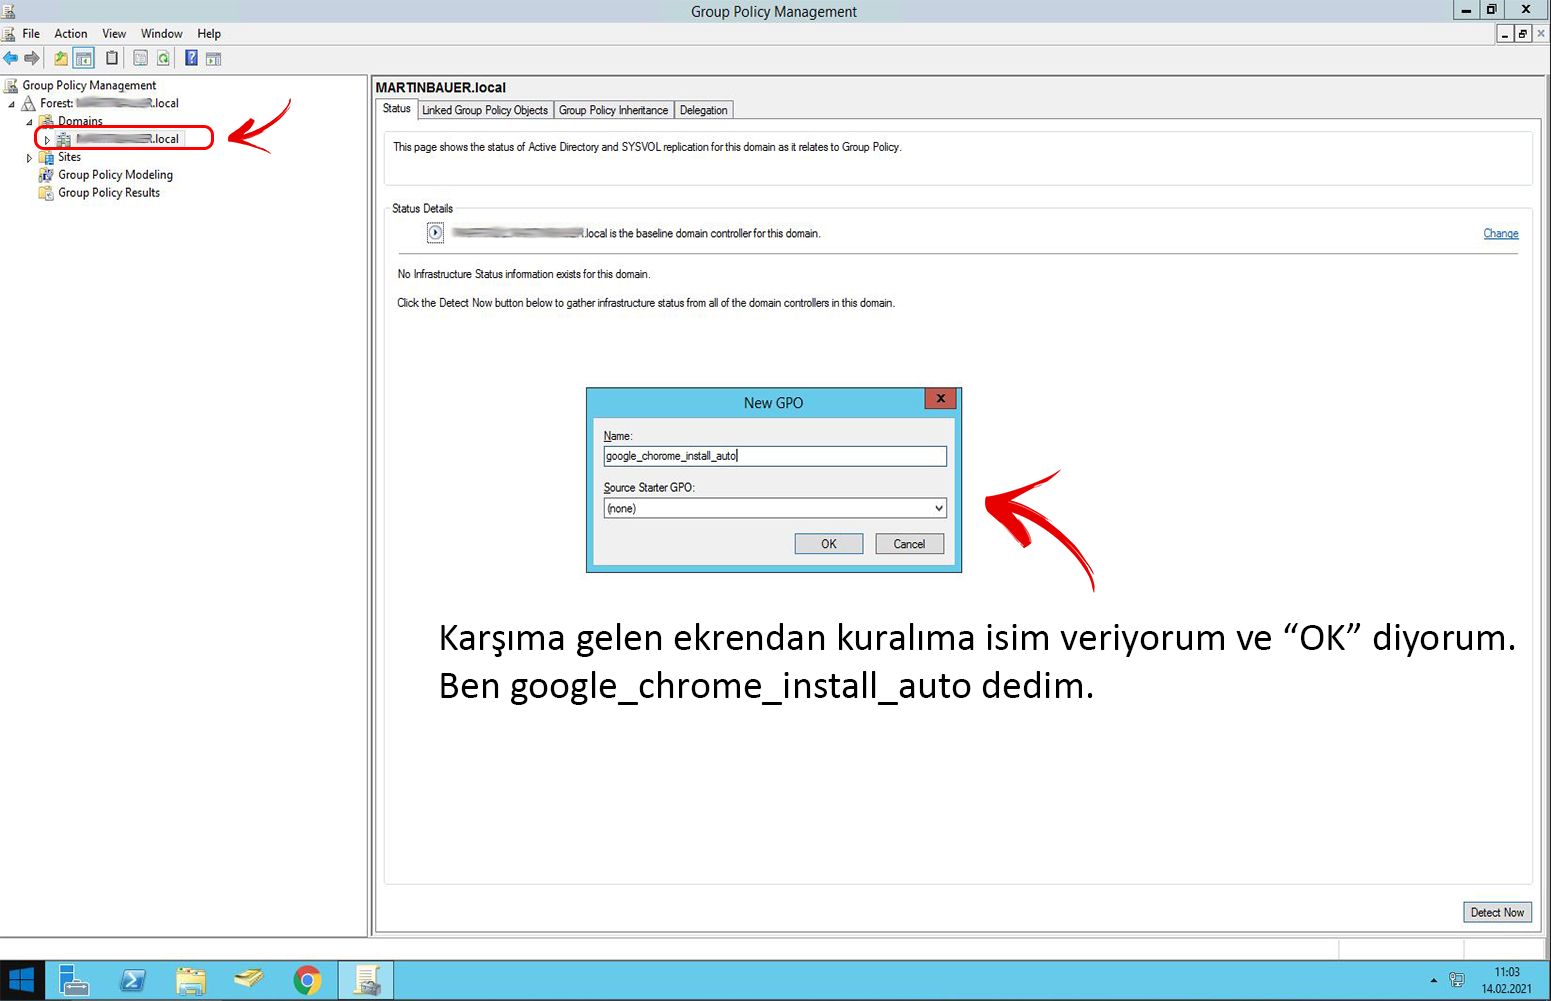 Group Policy Management
File Action View Window Help
Group Policy Management
Forest: R.local
Domains
R.local
Sites
Group Policy Modeling
Group Policy Results
MARTINBAUER.local
Status Linked Group Policy Objects Group Policy Inheritance Delegation
This page shows the status of Active Directory and SYSVOL replication for this domain as it relates to Group Policy.
Status Details
R.local is the baseline domain controller for this domain.
Change
No Infrastructure Status information exists for this domain.
Click the Detect Now button below to gather infrastructure status from all of the domain controllers in this domain.
New GPO
Name:
google_chorome_install_auto
Source Starter GPO:
(none)
OK Cancel
Karşıma gelen ekrendan kuralıma isim veriyorum ve “OK” diyorum.
Ben google_chrome_install_auto dedim.
Detect Now
11:03
14.02.2021